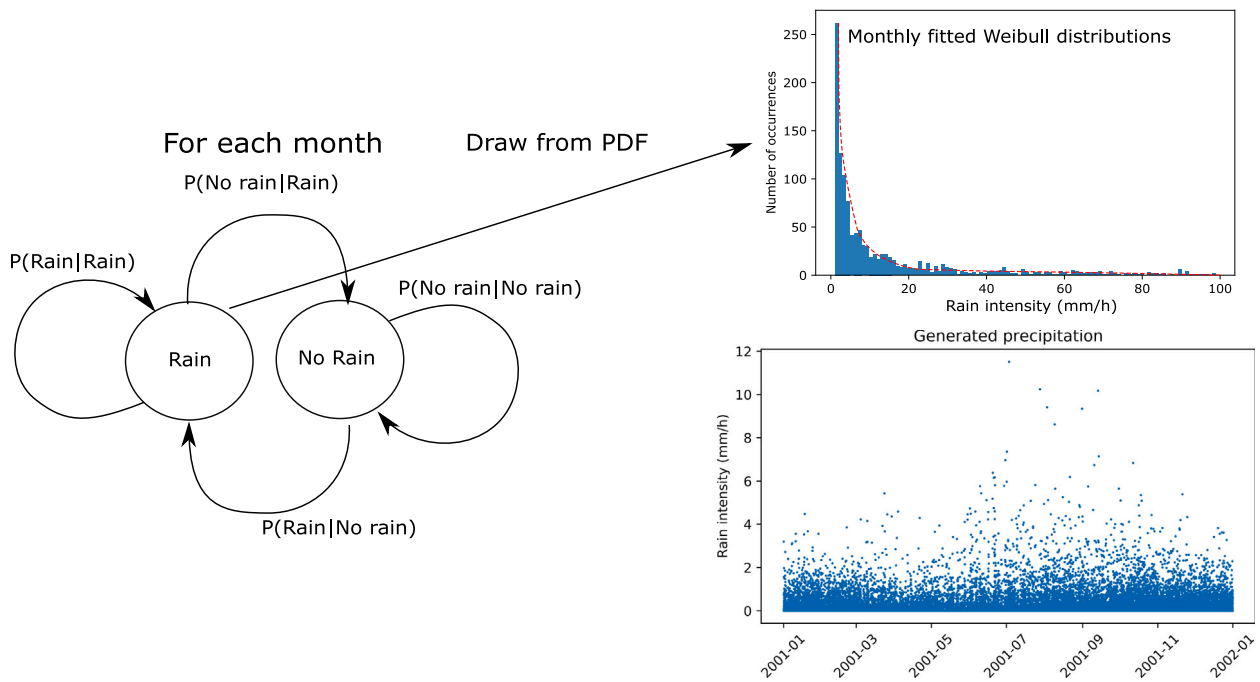 For each month
Draw from PDF
P(No rain|Rain)
P(Rain|Rain)
P(No rain|No rain)
Rain
No Rain
P(Rain|No rain)
Monthly fitted Weibull distributions
Number of occurrences
250
200
150
100
50
0
0 20 40 60 80 100
Rain intensity (mm/h)
Generated precipitation
Rain intensity (mm/h)
12
10
8
6
4
2
0
2001-01 2001-03 2001-05 2001-07 2001-09 2001-11 2002-01